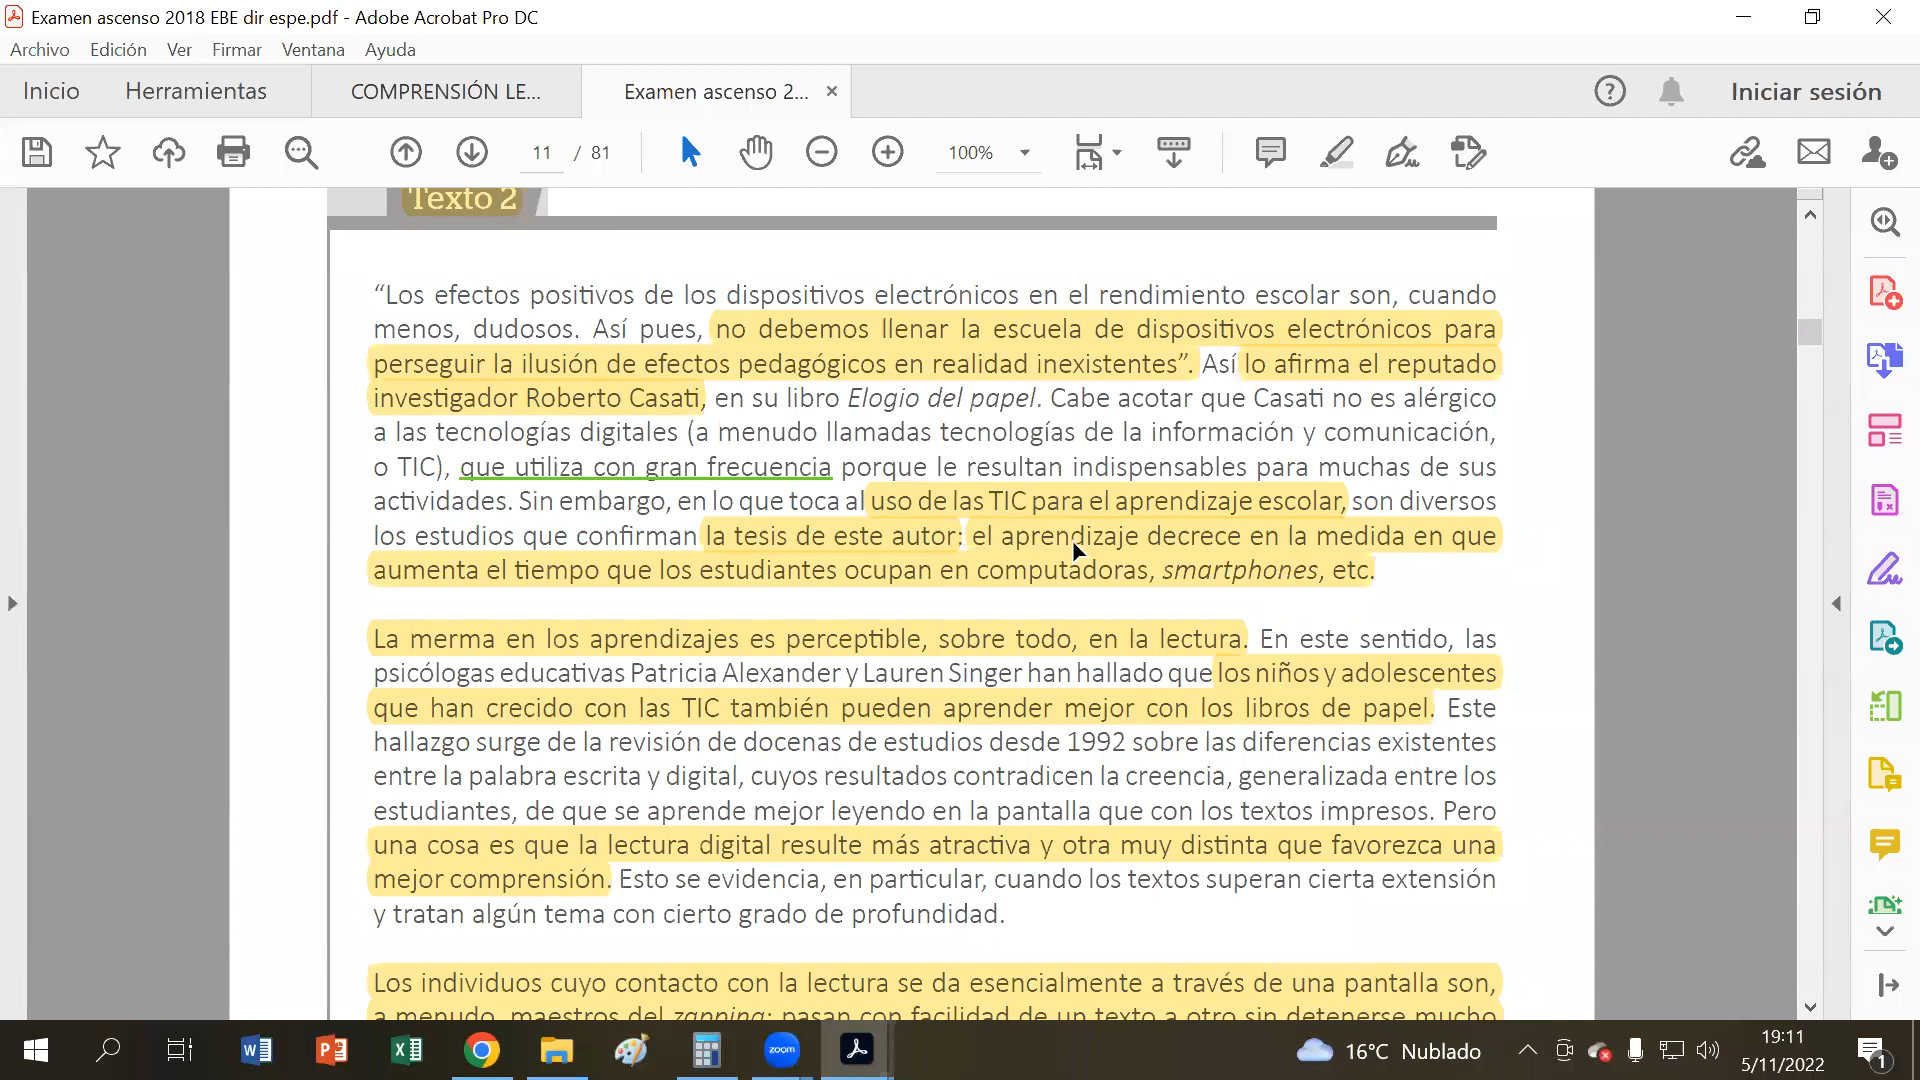 Examen ascenso 2018 EBE dir espe.pdf - Adobe Acrobat Pro DC
Archivo Edición Ver Firmar Ventana Ayuda
Inicio Herramientas COMPRENSIÓN LE... Examen ascenso 2... × Iniciar sesión
11 / 81 100%
Texto 2
“Los efectos positivos de los dispositivos electrónicos en el rendimiento escolar son, cuando
menos, dudosos. Así pues, no debemos llenar la escuela de dispositivos electrónicos para
perseguir la ilusión de efectos pedagógicos en realidad inexistentes”. Así lo afirma el reputado
investigador Roberto Casati, en su libro Elogio del papel. Cabe acotar que Casati no es alérgico
a las tecnologías digitales (a menudo llamadas tecnologías de la información y comunicación,
o TIC), que utiliza con gran frecuencia porque le resultan indispensables para muchas de sus
actividades. Sin embargo, en lo que toca al uso de las TIC para el aprendizaje escolar, son diversos
los estudios que confirman la tesis de este autor: el aprendizaje decrece en la medida en que
aumenta el tiempo que los estudiantes ocupan en computadoras, smartphones, etc.
La merma en los aprendizajes es perceptible, sobre todo, en la lectura. En este sentido, las
psicólogas educativas Patricia Alexander y Lauren Singer han hallado que los niños y adolescentes
que han crecido con las TIC también pueden aprender mejor con los libros de papel. Este
hallazgo surge de la revisión de docenas de estudios desde 1992 sobre las diferencias existentes
entre la palabra escrita y digital, cuyos resultados contradicen la creencia, generalizada entre los
estudiantes, de que se aprende mejor leyendo en la pantalla que con los textos impresos. Pero
una cosa es que la lectura digital resulte más atractiva y otra muy distinta que favorezca una
mejor comprensión. Esto se evidencia, en particular, cuando los textos superan cierta extensión
y tratan algún tema con cierto grado de profundidad.
Los individuos cuyo contacto con la lectura se da esencialmente a través de una pantalla son,
a menudo, maestros del zapping: pasan con facilidad de un texto a otro sin detenerse mucho
zoom 16°C Nublado 19:11
5/11/2022
1